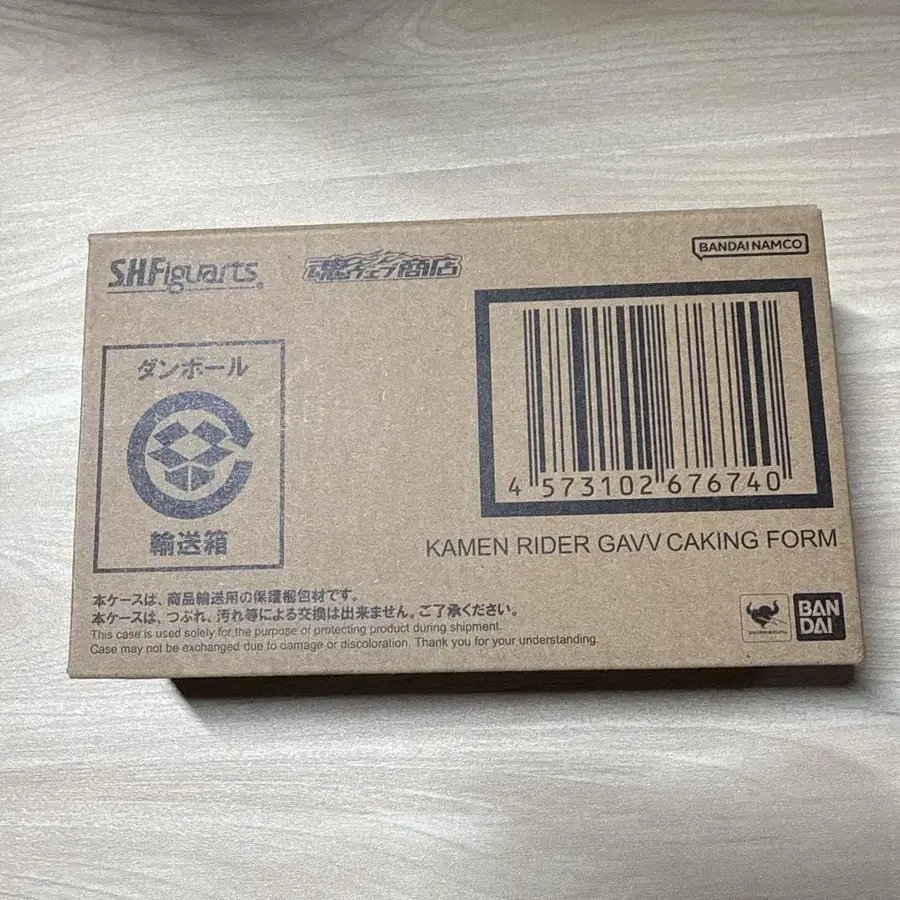 S.H.Figuarts
魂ウェブ商店
BANDAI NAMCO
ダンボール
輸送箱
4 573102 676740
KAMEN RIDER GAVV CAKING FORM
本ケースは、商品輸送用の保護梱包材です。
本ケースは、つぶれ、汚れ等による交換は出来ません。ご了承ください。
This case is used solely for the purpose of protecting product during shipment.
Case may not be exchanged due to damage or discoloration. Thank you for your understanding.
BAN
DAI